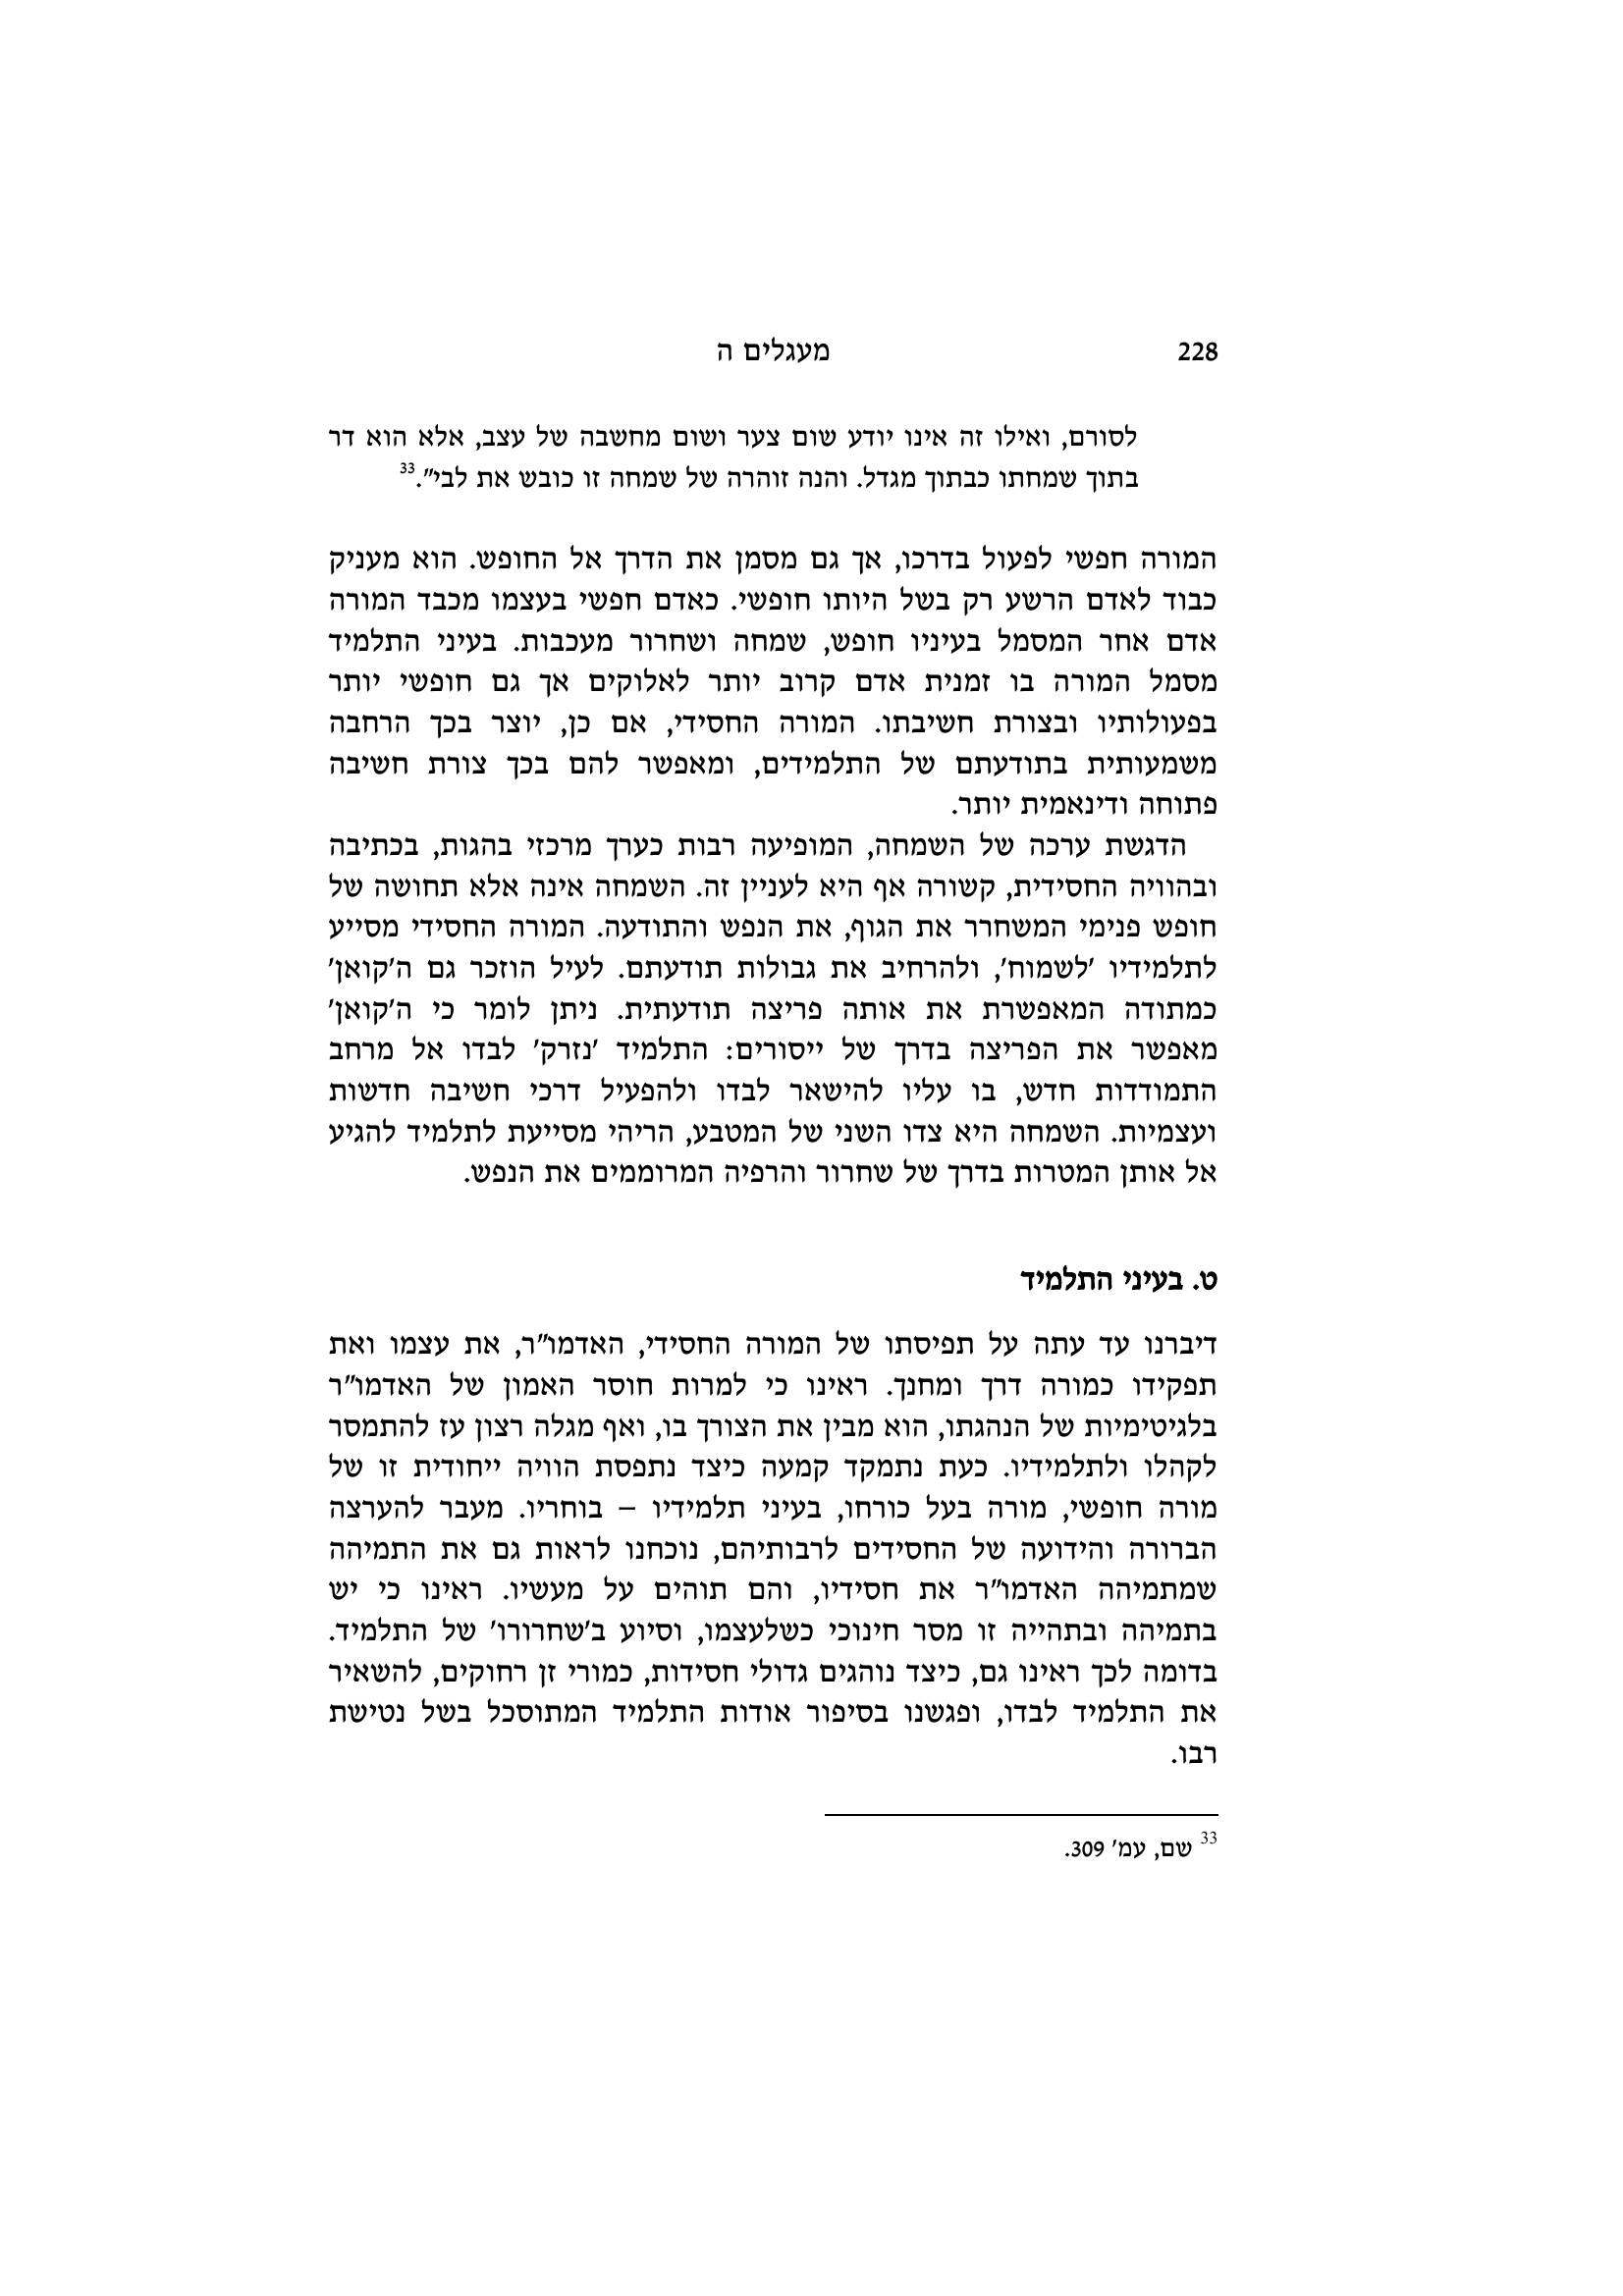 228 מעגלים ה
לסורם, ואילו זה אינו יודע שום צער ושום מחשבה של עצב, אלא הוא דר
בתוך שמחתו כבתוך מגדל. והנה זוהרה של שמחה זו כובש את לבי".33
המורה חפשי לפעול בדרכו, אך גם מסמן את הדרך אל החופש. הוא מעניק
כבוד לאדם הרשע רק בשל היותו חופשי. כאדם חפשי בעצמו מכבד המורה
אדם אחר המסמל בעיניו חופש, שמחה ושחרור מעכבות. בעיני התלמיד
מסמל המורה בו זמנית אדם קרוב יותר לאלוקים אך גם חופשי יותר
בפעולותיו ובצורת חשיבתו. המורה החסידי, אם כן, יוצר בכך הרחבה
משמעותית בתודעתם של התלמידים, ומאפשר להם בכך צורת חשיבה
פתוחה ודינאמית יותר.
הדגשת ערכה של השמחה, המופיעה רבות כערך מרכזי בהגות, בכתיבה
ובהוויה החסידית, קשורה אף היא לעניין זה. השמחה אינה אלא תחושה של
חופש פנימי המשחרר את הגוף, את הנפש והתודעה. המורה החסידי מסייע
לתלמידיו 'לשמוח', ולהרחיב את גבולות תודעתם. לעיל הוזכר גם ה'קואן'
כמתודה המאפשרת את אותה פריצה תודעתית. ניתן לומר כי ה'קואן'
מאפשר את הפריצה בדרך של ייסורים: התלמיד 'נזרק' לבדו אל מרחב
התמודדות חדש, בו עליו להישאר לבדו ולהפעיל דרכי חשיבה חדשות
ועצמיות. השמחה היא צדו השני של המטבע, הריהי מסייעת לתלמיד להגיע
אל אותן המטרות בדרך של שחרור והרפיה המרוממים את הנפש.
ט. בעיני התלמיד
דיברנו עד עתה על תפיסתו של המורה החסידי, האדמו"ר, את עצמו ואת
תפקידו כמורה דרך ומחנך. ראינו כי למרות חוסר האמון של האדמו"ר
בלגיטימיות של הנהגתו, הוא מבין את הצורך בו, ואף מגלה רצון עז להתמסר
לקהלו ולתלמידיו. כעת נתמקד קמעה כיצד נתפסת הוויה ייחודית זו של
מורה חופשי, מורה בעל כורחו, בעיני תלמידיו – בוחריו. מעבר להערצה
הברורה והידועה של החסידים לרבותיהם, נוכחנו לראות גם את התמיהה
שמתמיהה האדמו"ר את חסידיו, והם תוהים על מעשיו. ראינו כי יש
בתמיהה ובתהייה זו מסר חינוכי כשלעצמו, וסיוע ב'שחרורו' של התלמיד.
בדומה לכך ראינו גם, כיצד נוהגים גדולי חסידות, כמורי זן רחוקים, להשאיר
את התלמיד לבדו, ופגשנו בסיפור אודות התלמיד המתוסכל בשל נטישת
רבו.
33 שם, עמ' 309.